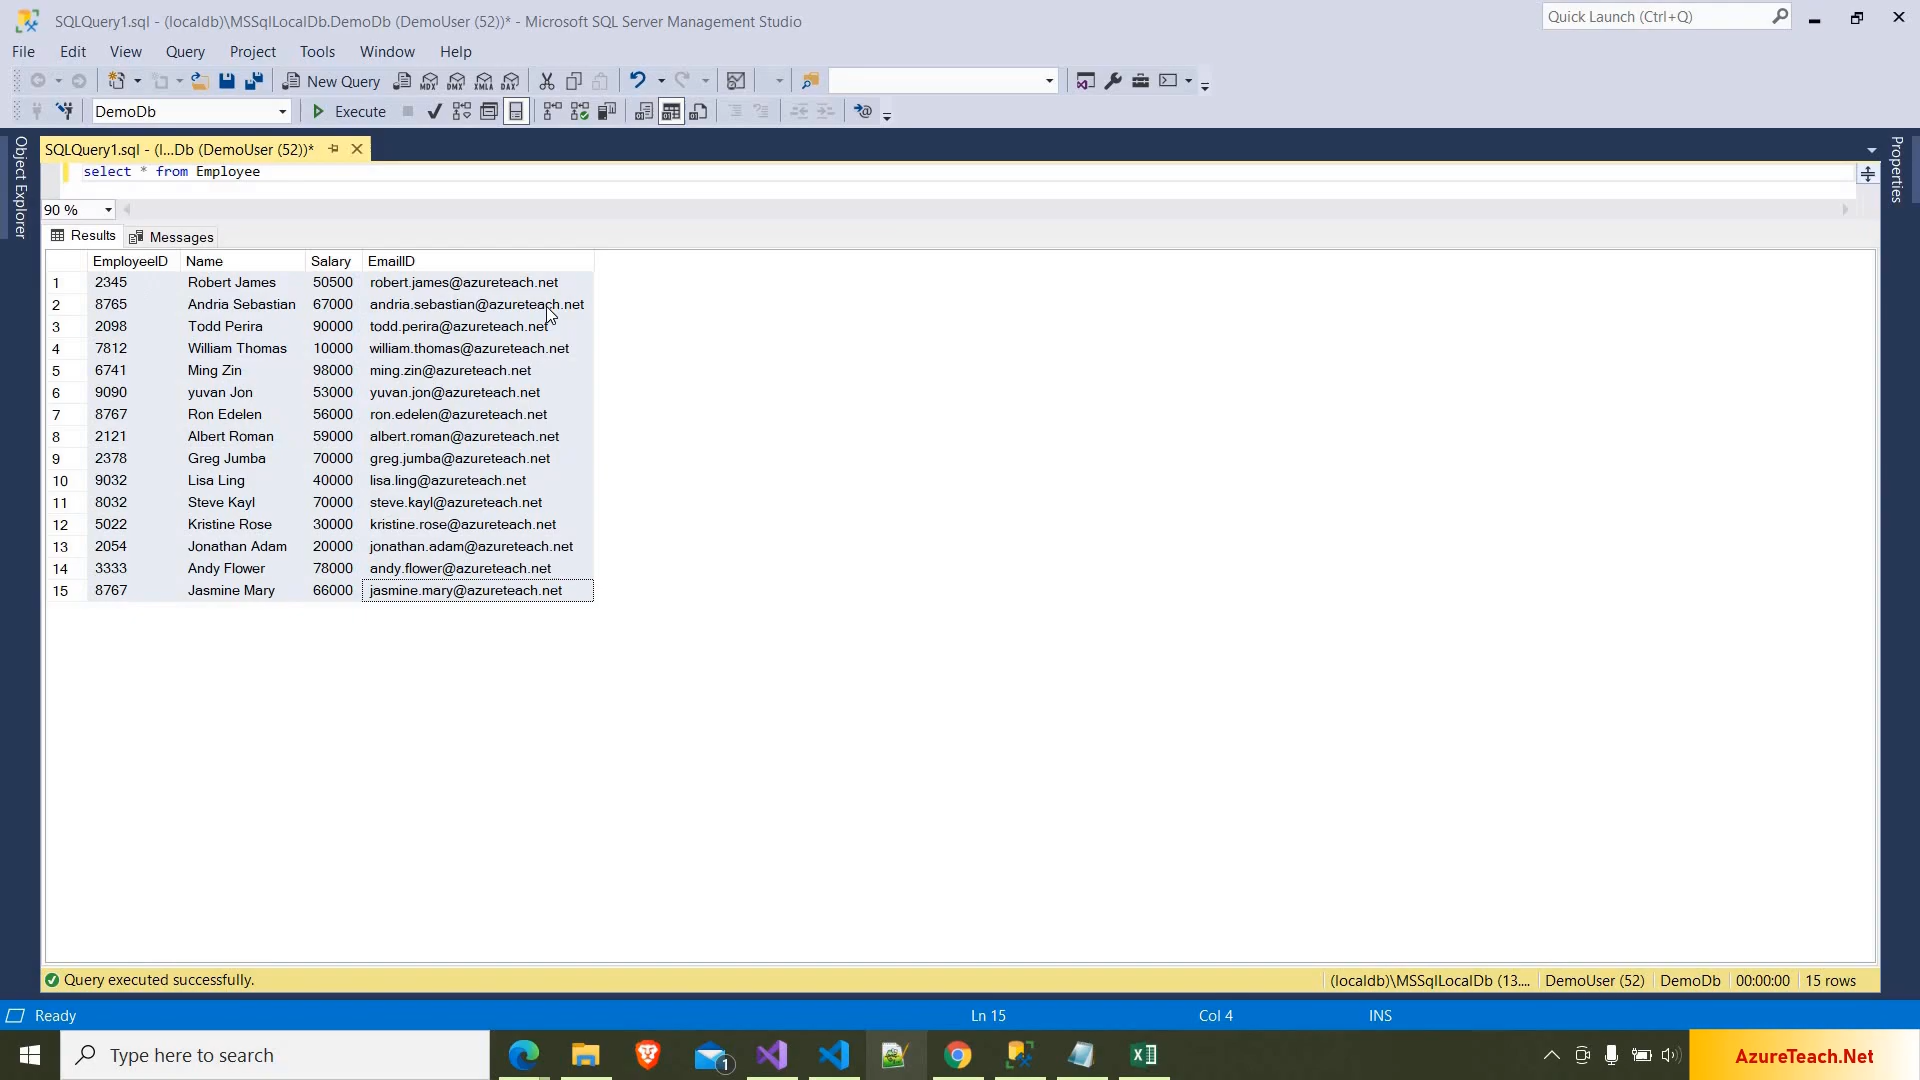 SQLQuery1.sql - (localdb)\MSSqlLocalDb.DemoDb (DemoUser (52))* - Microsoft SQL Server Management Studio
Quick Launch (Ctrl+Q)
File Edit View Query Project Tools Window Help
New Query MDX DMX XMLA DAX
DemoDb Execute
Object Explorer
Properties
SQLQuery1.sql - (l...Db (DemoUser (52))*
select * from Employee
90 %
Results Messages
EmployeeID Name Salary EmailID
1 2345 Robert James 50500 robert.james@azureteach.net
2 8765 Andria Sebastian 67000 andria.sebastian@azureteach.net
3 2098 Todd Perira 90000 todd.perira@azureteach.net
4 7812 William Thomas 10000 william.thomas@azureteach.net
5 6741 Ming Zin 98000 ming.zin@azureteach.net
6 9090 yuvan Jon 53000 yuvan.jon@azureteach.net
7 8767 Ron Edelen 56000 ron.edelen@azureteach.net
8 2121 Albert Roman 59000 albert.roman@azureteach.net
9 2378 Greg Jumba 70000 greg.jumba@azureteach.net
10 9032 Lisa Ling 40000 lisa.ling@azureteach.net
11 8032 Steve Kayl 70000 steve.kayl@azureteach.net
12 5022 Kristine Rose 30000 kristine.rose@azureteach.net
13 2054 Jonathan Adam 20000 jonathan.adam@azureteach.net
14 3333 Andy Flower 78000 andy.flower@azureteach.net
15 8767 Jasmine Mary 66000 jasmine.mary@azureteach.net
Query executed successfully. (localdb)\MSSqlLocalDb (13.... DemoUser (52) DemoDb 00:00:00 15 rows
Ready Ln 15 Col 4 INS
Type here to search 1 AzureTeach.Net